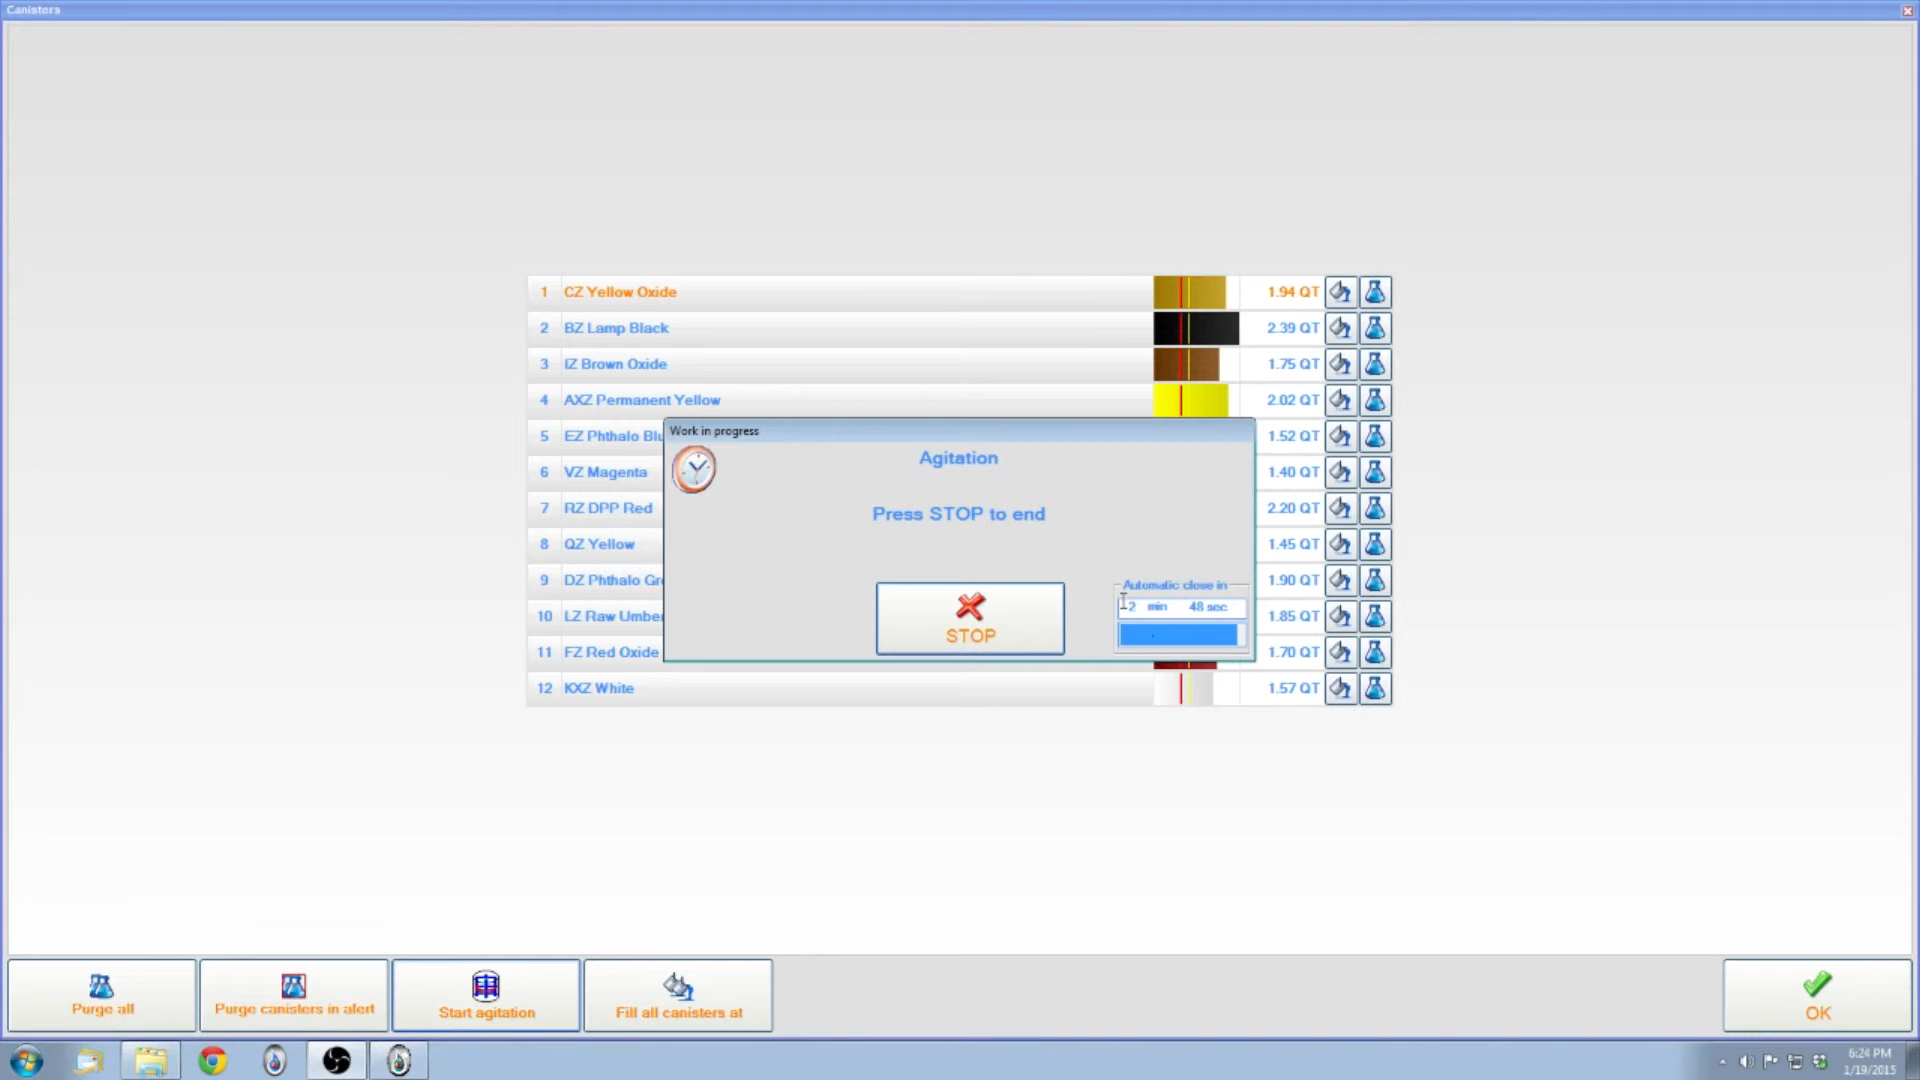 Canisters
1 CZ Yellow Oxide 1.94 QT
2 BZ Lamp Black 2.39 QT
3 IZ Brown Oxide 1.75 QT
4 AXZ Permanent Yellow 2.02 QT
5 EZ Phthalo Blu 1.52 QT
6 VZ Magenta 1.40 QT
7 RZ DPP Red 2.20 QT
8 QZ Yellow 1.45 QT
9 DZ Phthalo Gr 1.90 QT
10 LZ Raw Umbe 1.85 QT
11 FZ Red Oxide 1.70 QT
12 KXZ White 1.57 QT
Work in progress
Agitation
Press STOP to end
STOP
Automatic close in
2 min 48 sec
Purge all
Purge canisters in alert
Start agitation
Fill all canisters at
OK
6:24 PM
1/19/2015